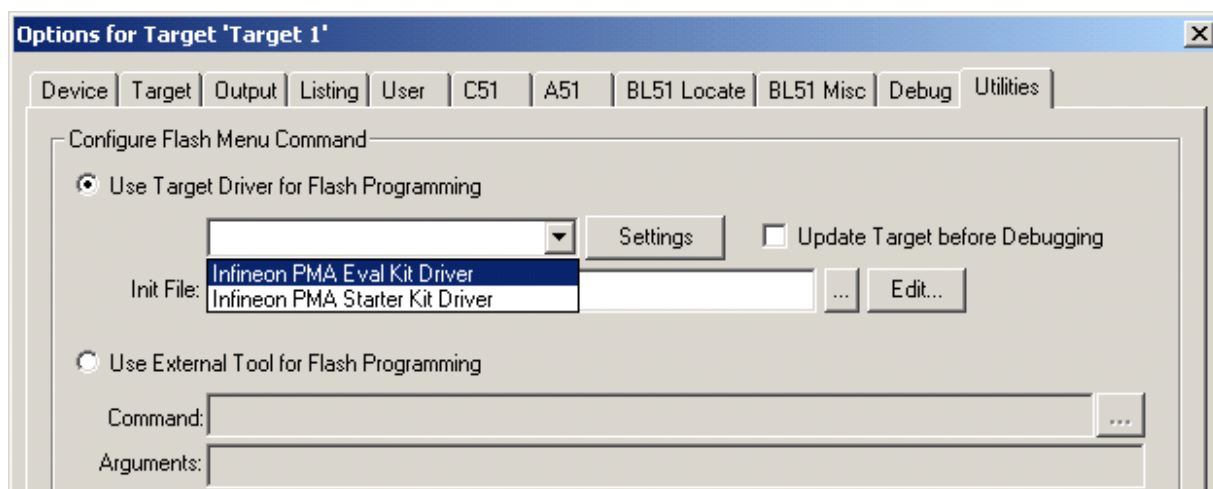 Options for Target 'Target 1'
Device Target Output Listing User C51 A51 BL51 Locate BL51 Misc Debug Utilities
Configure Flash Menu Command
Use Target Driver for Flash Programming
Settings Update Target before Debugging
Infineon PMA Eval Kit Driver
Init File: ... Edit...
Infineon PMA Starter Kit Driver
Use External Tool for Flash Programming
Command: ...
Arguments: